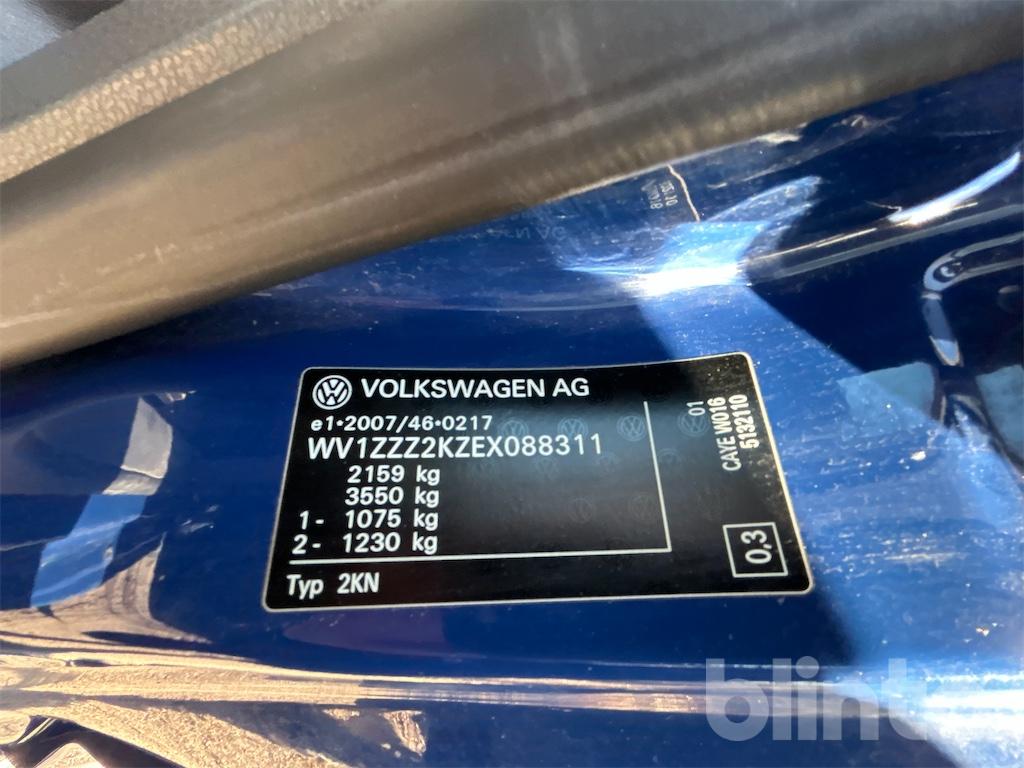 VOLKSWAGEN AG
e1•2007/46•0217
WV1ZZZ2KZEX088311
2159 kg
3550 kg
1- 1075 kg
2- 1230 kg
Typ 2KN
01
CAYE W016
5132110
0,3
blint